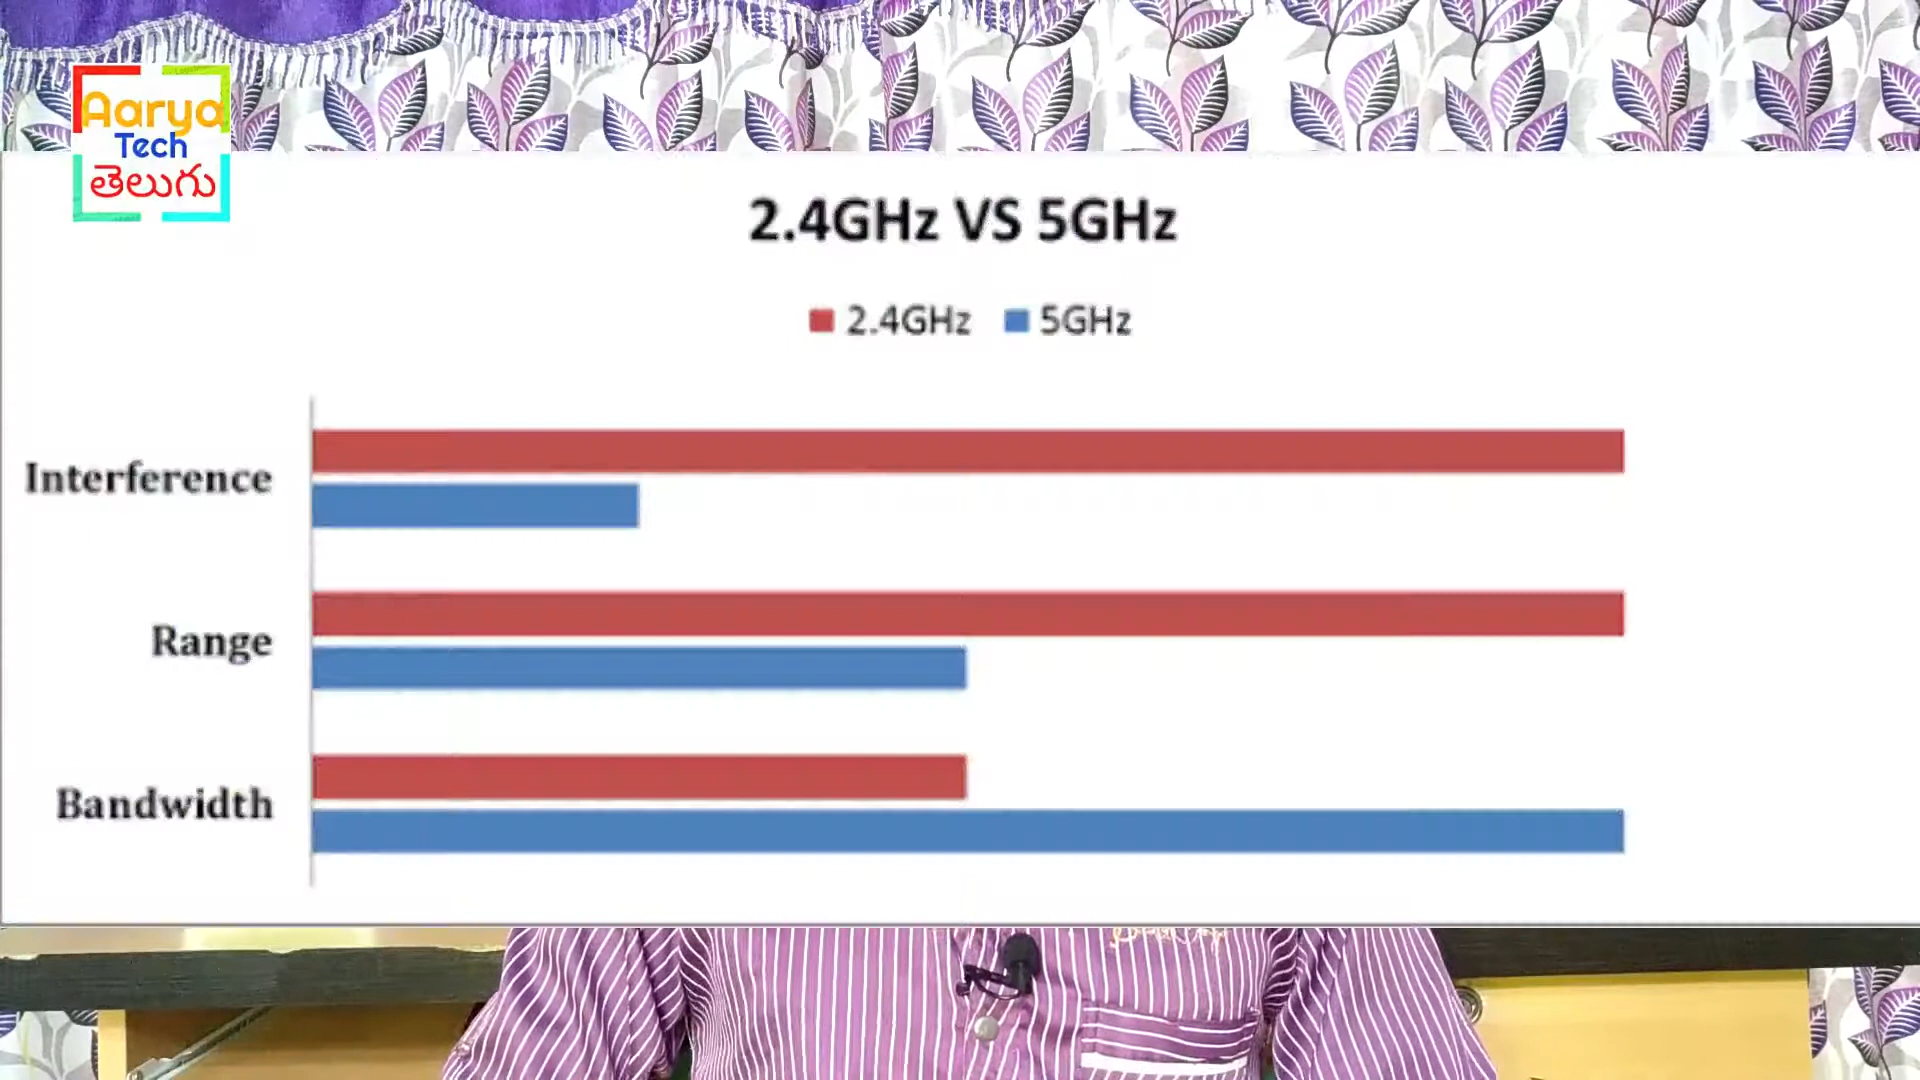 Aarya
Tech
తెలుగు
2.4GHz VS 5GHz
2.4GHz 5GHz
Interference
Range
Bandwidth